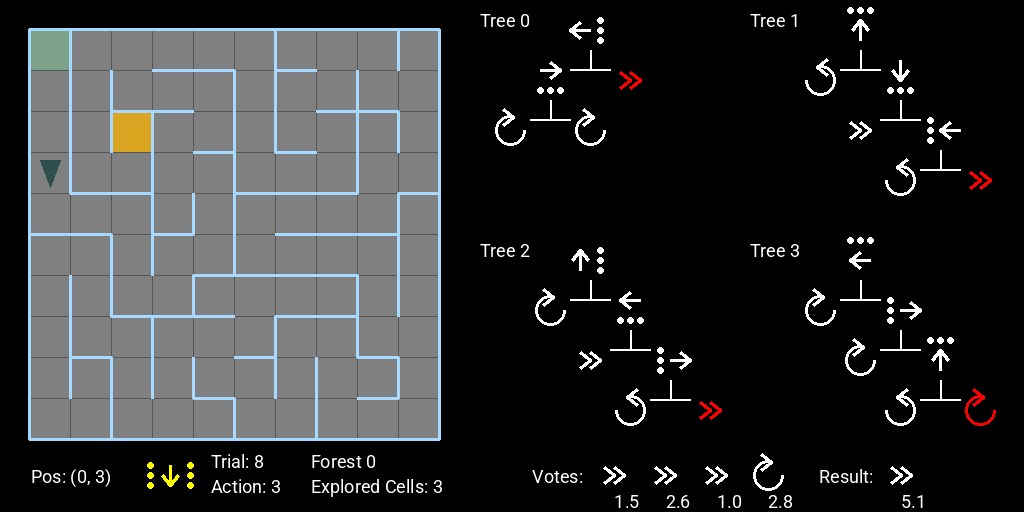 Tree 0
Tree 1
Tree 2
Tree 3
Pos: (0, 3)
Trial: 8
Action: 3
Forest 0
Explored Cells: 3
Votes:
1.5
2.6
1.0
2.8
Result:
5.1